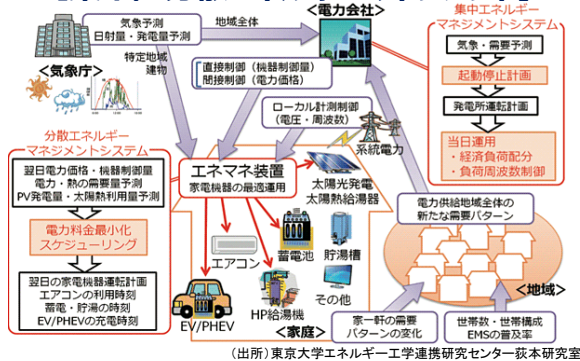 気象予測
日射量・発電量予測
地域全体
<電力会社>
特定地域
建物
<気象庁>
直接制御(機器制御量)
間接制御(電力価格)
ローカル計測制御
(電圧・周波数)
系統電力
集中エネルギー
マネジメントシステム
気象・需要予測
起動停止計画
発電所運転計画
当日運用
・経済負荷配分
・負荷周波数制御
分散エネルギー
マネジメントシステム
翌日電力価格・機器制御量
電力・熱の需要量予測
PV発電量・太陽熱利用量予測
電力料金最小化
スケジューリング
翌日の家電機器運転計画
エアコンの利用時刻
蓄電・貯湯の時刻
EV/PHEVの充電時刻
エネマネ装置
家電機器の最適運用
太陽光発電
太陽熱給湯器
エアコン
蓄電池
貯湯槽
EV/PHEV
HP給湯機
その他
<家庭>
電力供給地域全体の
新たな需要パターン
<地域>
家一軒の需要
パターンの変化
世帯数・世帯構成
EMSの普及率
(出所)東京大学エネルギー工学連携研究センター荻本研究室